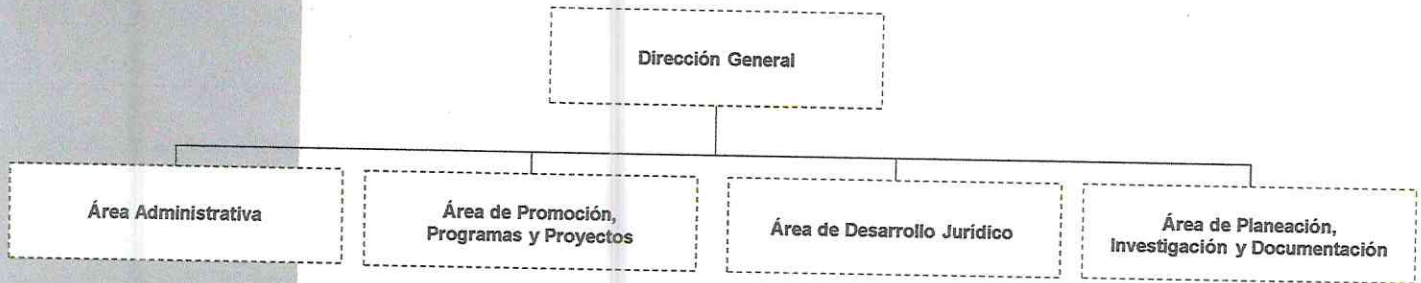 Dirección General
Área Administrativa
Área de Promoción,
Programas y Proyectos
Área de Desarrollo Jurídico
Área de Planeación,
Investigación y Documentación